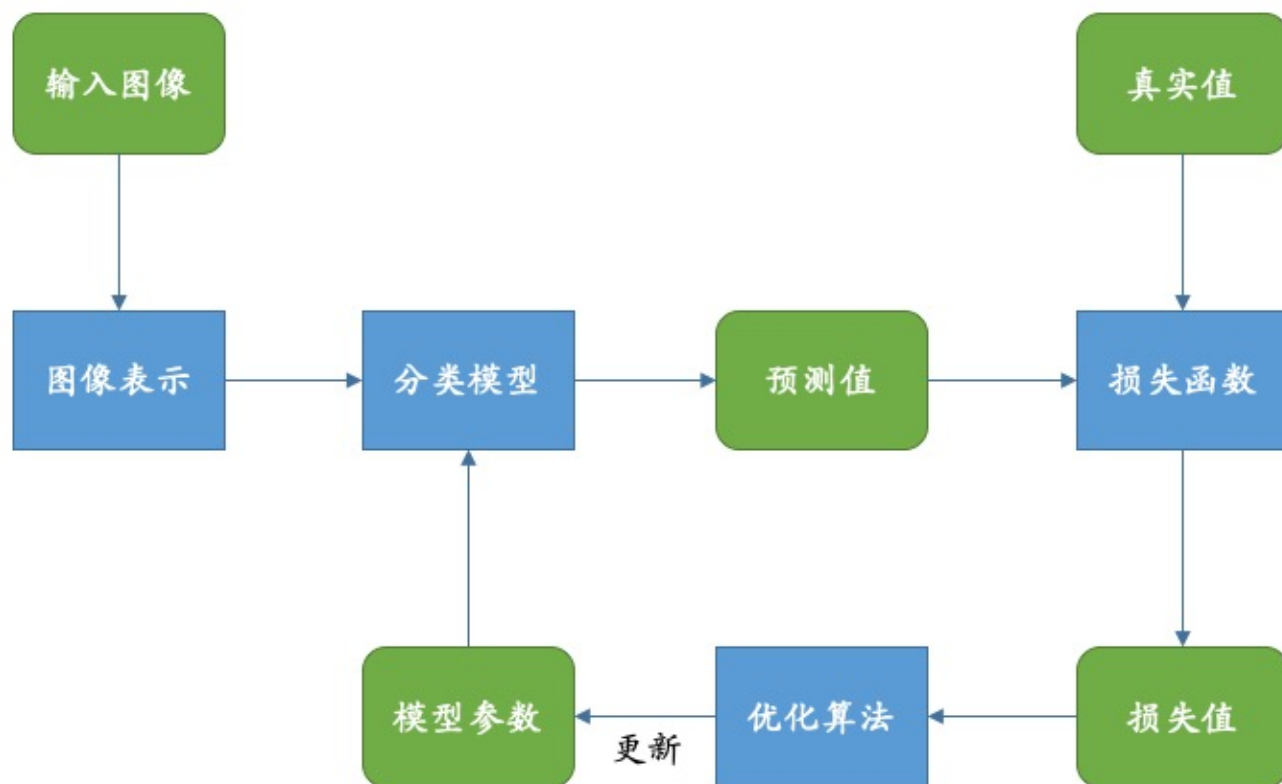 输入图像
真实值
图像表示
分类模型
预测值
损失函数
模型参数
更新
优化算法
损失值